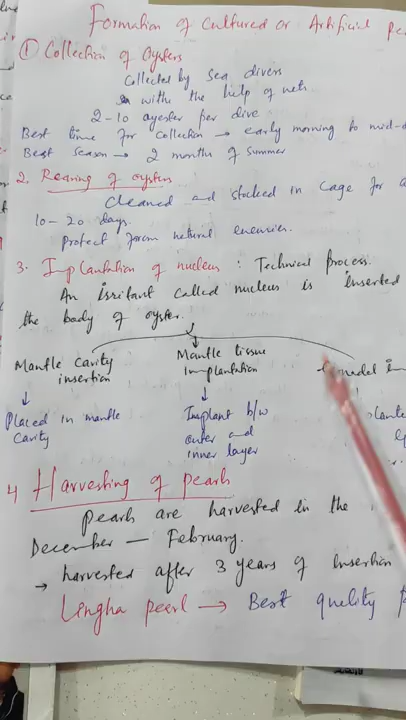 Formation of Cultured or Artificial Pe
① Collection of Oysters
Collected by sea divers
with the help of nets.
2-10 oyester per dive.
Best time for collection → early morning to mid-d
Best season → 2 months of summer
2. Rearing of oysters
Cleaned and stocked in cage for a
10-20 days.
Protect from netural enemies.
3. Implantation of nucleus : Technical process.
An irritant called nucleus is inserted
the body of oyster.
Mantle cavity insertion
Mantle tissue implantation
↓
↓
Placed in mantle cavity
Implant b/w outer and inner layer
4 Harvesting of pearls
Pearls are harvested in the
December — February.
→ harvested after 3 years of insertion
Lingha pearl → Best quality